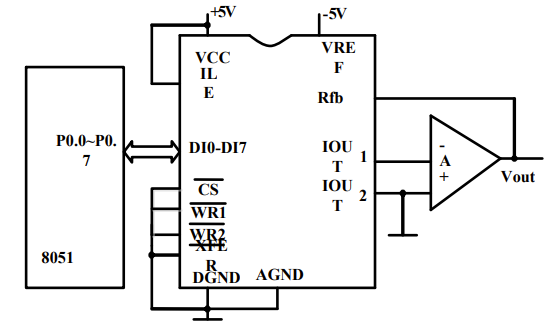 +5V
-5V
VCC
IL
E
VRE
F
Rfb
P0.0~P0.
7
DI0-DI7
IOU
T
1
IOU
T
2
-
A
+
Vout
CS
WR1
WR2
XFE
R
8051
DGND
AGND